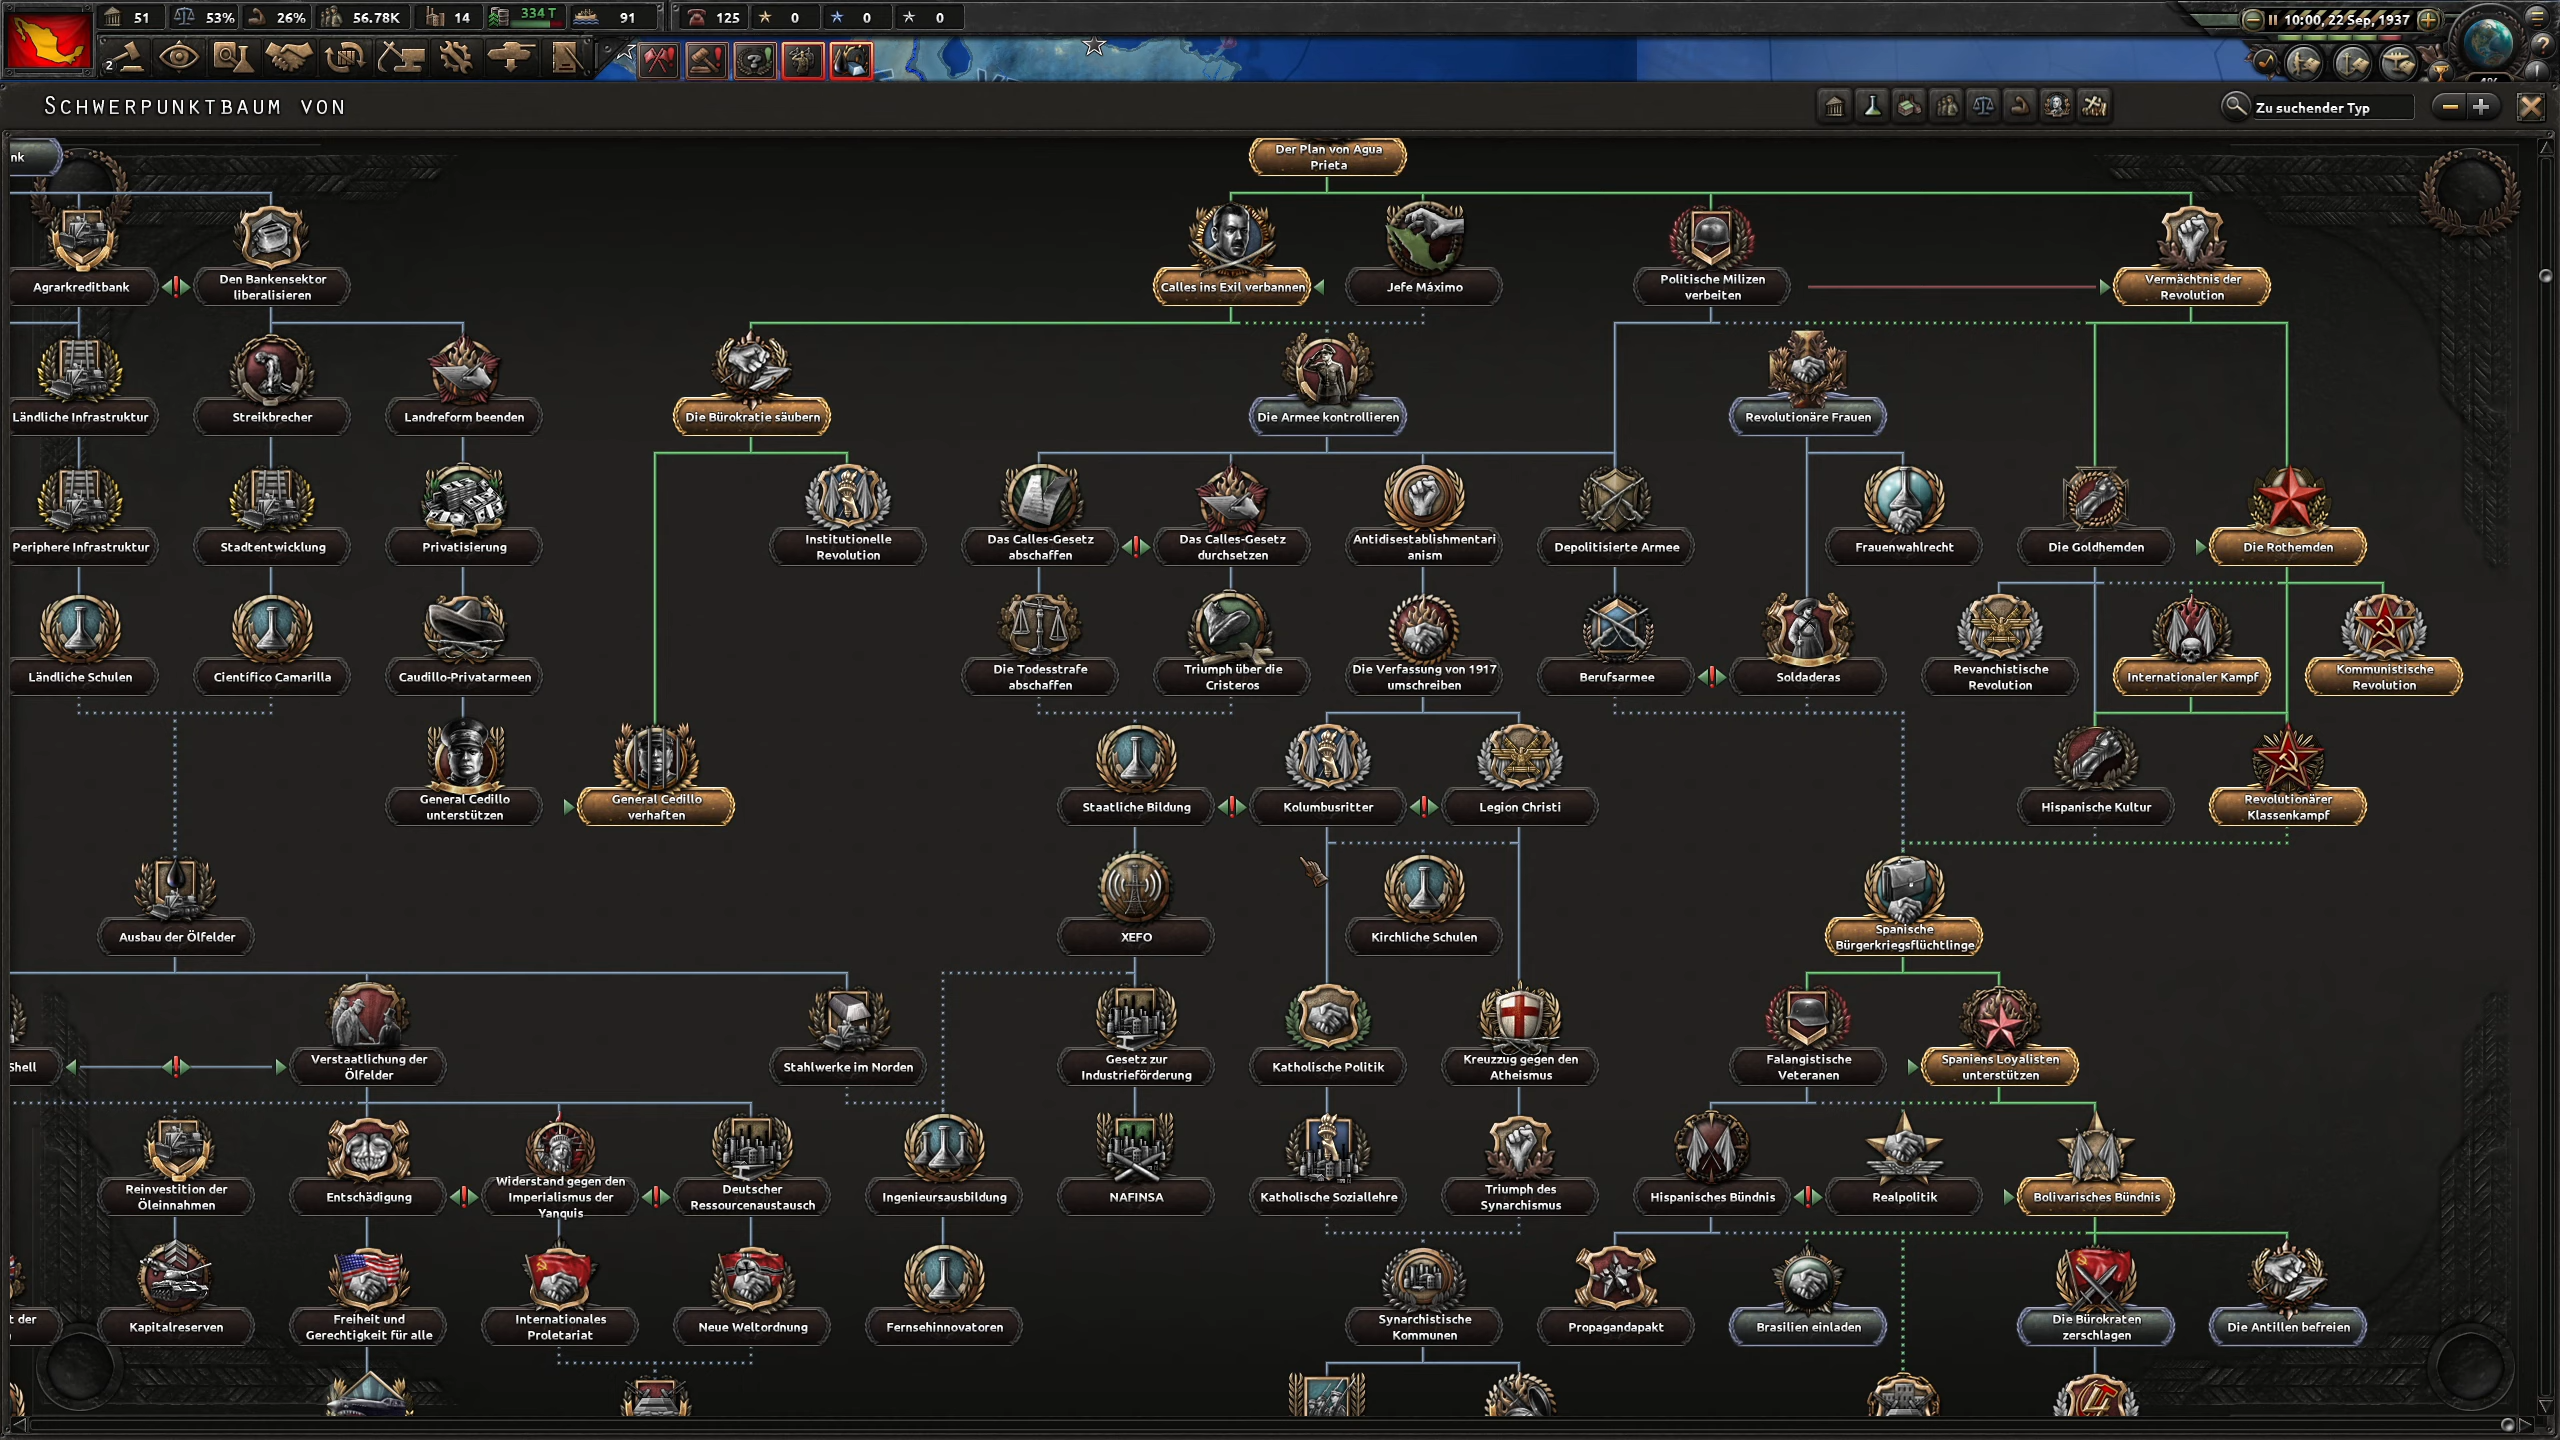 51
53%
26%
56.78K
14
334 T
91
125
0
0
0
10:00, 22 Sep, 1937
2
Schwerpunktbaum von
Zu suchender Typ
nk
Der Plan von Agua
Prieta
Agrarkreditbank
Den Bankensektor
liberalisieren
Calles ins Exil verbannen
Jefe Máximo
Politische Milizen
verbeiten
Vermächtnis der
Revolution
Ländliche Infrastruktur
Streikbrecher
Landreform beenden
Die Bürokratie säubern
Die Armee kontrollieren
Revolutionäre Frauen
Periphere Infrastruktur
Stadtentwicklung
Privatisierung
Institutionelle
Revolution
Das Calles-Gesetz
abschaffen
Das Calles-Gesetz
durchsetzen
Antidisestablishmentari
anism
Depolitisierte Armee
Frauenwahlrecht
Die Goldhemden
Die Rothemden
Ländliche Schulen
Científico Camarilla
Caudillo-Privatarmeen
Die Todesstrafe
abschaffen
Triumph über die
Cristeros
Die Verfassung von 1917
umschreiben
Berufsarmee
Soldaderas
Revanchistische
Revolution
Internationaler Kampf
Kommunistische
Revolution
General Cedillo
unterstützen
General Cedillo
verhaften
Staatliche Bildung
Kolumbusritter
Legion Christi
Hispanische Kultur
Revolutionärer
Klassenkampf
Ausbau der Ölfelder
XEFO
Kirchliche Schulen
Spanische
Bürgerkriegsflüchtlinge
Shell
Verstaatlichung der
Ölfelder
Stahlwerke im Norden
Gesetz zur
Industrieförderung
Katholische Politik
Kreuzzug gegen den
Atheismus
Falangistische
Veteranen
Spaniens Loyalisten
unterstützen
Reinvestition der
Öleinnahmen
Entschädigung
Widerstand gegen den
Imperialismus der
Yanquis
Deutscher
Ressourcenaustausch
Ingenieursausbildung
NAFINSA
Katholische Soziallehre
Triumph des
Synarchismus
Hispanisches Bündnis
Realpolitik
Bolivarisches Bündnis
t der
Kapitalreserven
Freiheit und
Gerechtigkeit für alle
Internationales
Proletariat
Neue Weltordnung
Fernsehinnovatoren
Synarchistische
Kommunen
Propagandapakt
Brasilien einladen
Die Bürokraten
zerschlagen
Die Antillen befreien